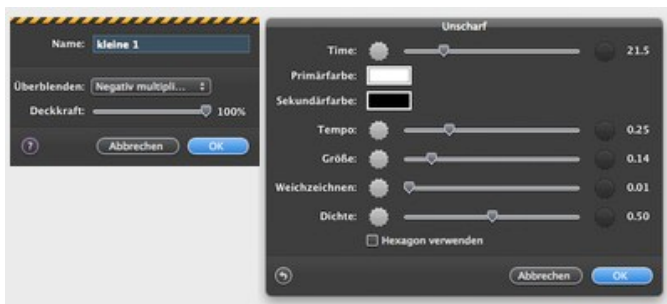 Name: kleine 1
Überblenden: Negativ multipli...
Deckkraft: 100%
? Abbrechen OK
Unscharf
Time: 21.5
Primärfarbe:
Sekundärfarbe:
Tempo: 0.25
Größe: 0.14
Weichzeichnen: 0.01
Dichte: 0.50
Hexagon verwenden
Abbrechen OK